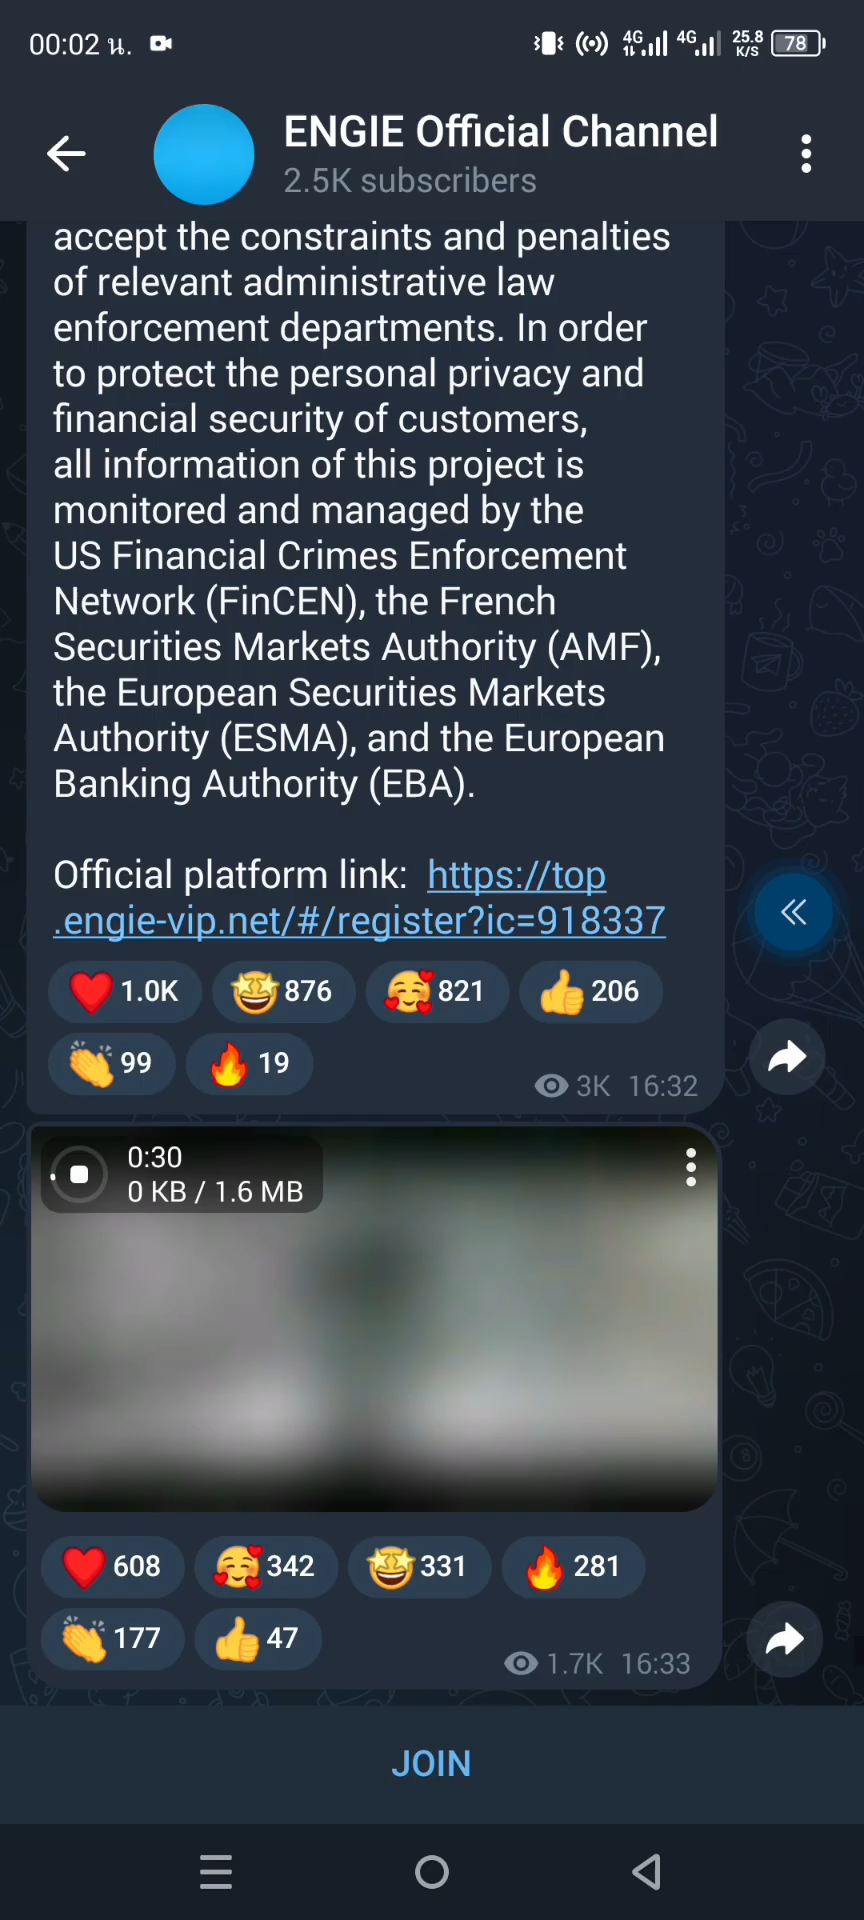 00:02 น.
4G 4G 25.8 K/S 78
ENGIE Official Channel
2.5K subscribers
accept the constraints and penalties
of relevant administrative law
enforcement departments. In order
to protect the personal privacy and
financial security of customers,
all information of this project is
monitored and managed by the
US Financial Crimes Enforcement
Network (FinCEN), the French
Securities Markets Authority (AMF),
the European Securities Markets
Authority (ESMA), and the European
Banking Authority (EBA).
Official platform link:  https://top
.engie-vip.net/#/register?ic=918337
1.0K 876 821 206
99 19
3K 16:32
0:30
0 KB / 1.6 MB
608 342 331 281
177 47
1.7K 16:33
JOIN